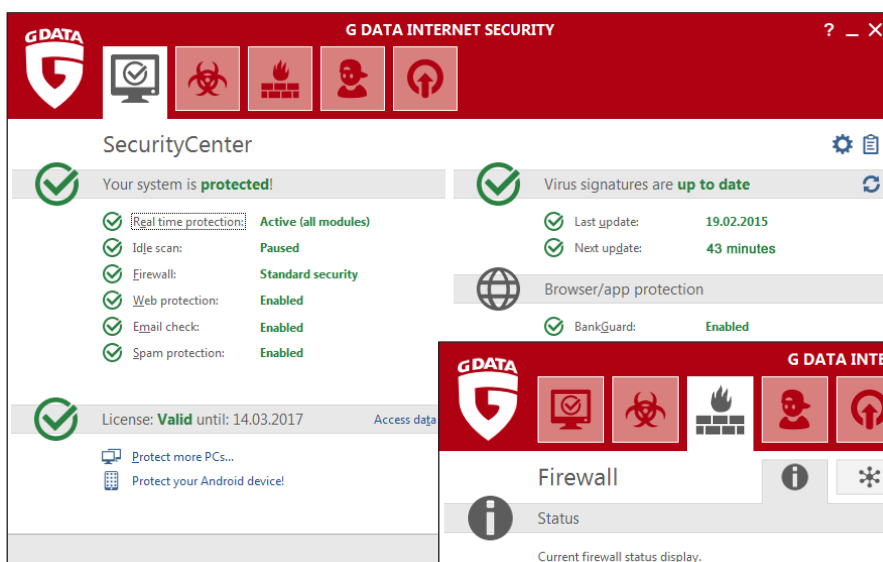 G DATA
G DATA INTERNET SECURITY
?
SecurityCenter
Your system is protected!
Real time protection: Active (all modules)
Idle scan: Paused
Firewall: Standard security
Web protection: Enabled
Email check: Enabled
Spam protection: Enabled
License: Valid until: 14.03.2017 Access data
Protect more PCs...
Protect your Android device!
Virus signatures are up to date
Last update: 19.02.2015
Next update: 43 minutes
Browser/app protection
BankGuard: Enabled
G DATA
G DATA INTE
Firewall
Status
Current firewall status display.